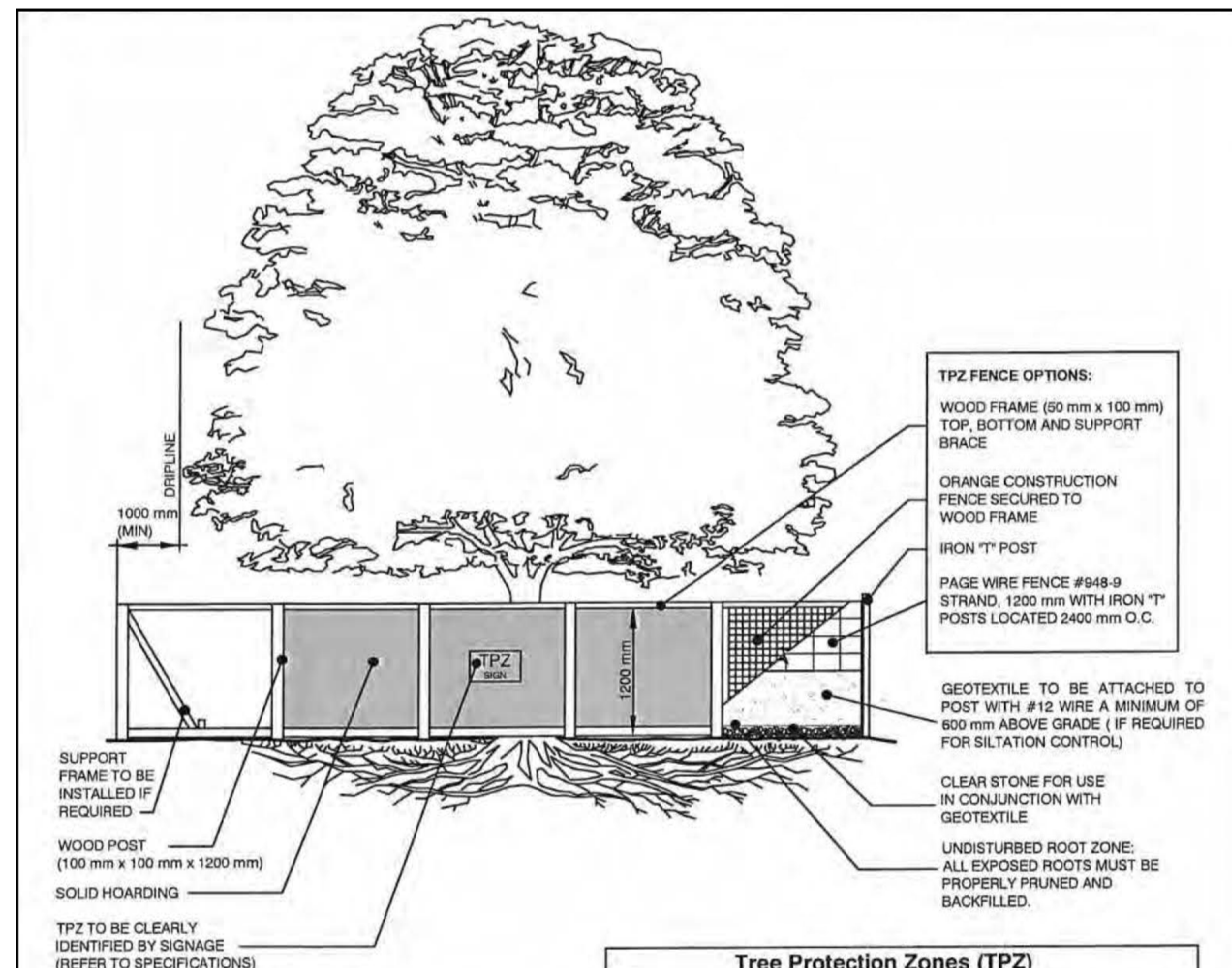 DRIPLINE
1000 mm
(MIN)
TPZ
SIGN
1200 mm
TPZ FENCE OPTIONS:
WOOD FRAME (50 mm x 100 mm)
TOP, BOTTOM AND SUPPORT
BRACE
ORANGE CONSTRUCTION
FENCE SECURED TO
WOOD FRAME
IRON "T" POST
PAGE WIRE FENCE #948-9
STRAND, 1200 mm WITH IRON "T"
POSTS LOCATED 2400 mm O.C.
GEOTEXTILE TO BE ATTACHED TO
POST WITH #12 WIRE A MINIMUM OF
600 mm ABOVE GRADE ( IF REQUIRED
FOR SILTATION CONTROL)
CLEAR STONE FOR USE
IN CONJUNCTION WITH
GEOTEXTILE
UNDISTURBED ROOT ZONE:
ALL EXPOSED ROOTS MUST BE
PROPERLY PRUNED AND
BACKFILLED.
SUPPORT
FRAME TO BE
INSTALLED IF
REQUIRED
WOOD POST
(100 mm x 100 mm x 1200 mm)
SOLID HOARDING
TPZ TO BE CLEARLY
IDENTIFIED BY SIGNAGE
(REFER TO SPECIFICATIONS)
Tree Protection Zones (TPZ)